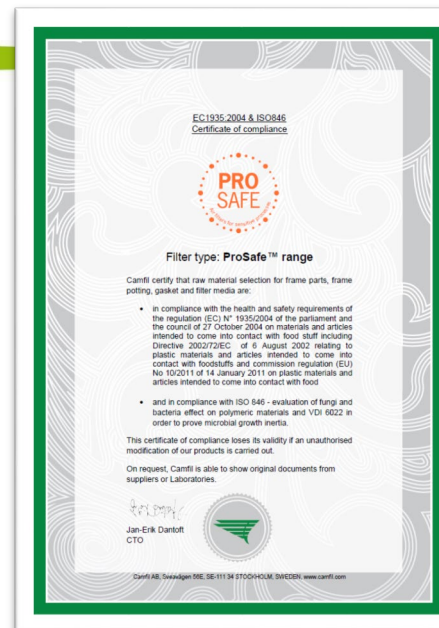 EC1935:2004 & ISO846
Certificate of compliance
PRO
SAFE
Filter type: ProSafe™ range
Camfil certify that raw material selection for frame parts, frame
potting, gasket and filter media are:
• in compliance with the health and safety requirements of
the regulation (EC) N° 1935/2004 of the parliament and
the council of 27 October 2004 on materials and articles
intended to come into contact with food stuff including
Directive 2002/72/EC of 6 August 2002 relating to
plastic materials and articles intended to come into
contact with foodstuffs and commission regulation (EU)
No 10/2011 of 14 January 2011 on plastic materials and
articles intended to come into contact with food
• and in compliance with ISO 846 - evaluation of fungi and
bacteria effect on polymeric materials and VDI 6022 in
order to prove microbial growth inertia.
This certificate of compliance loses its validity if an unauthorised
modification of our products is carried out.
On request, Camfil is able to show original documents from
suppliers or Laboratories.
Jan-Erik Dantoft
CTO
Camfil AB, Sveavägen 56E, SE-111 34 STOCKHOLM, SWEDEN, www.camfil.com